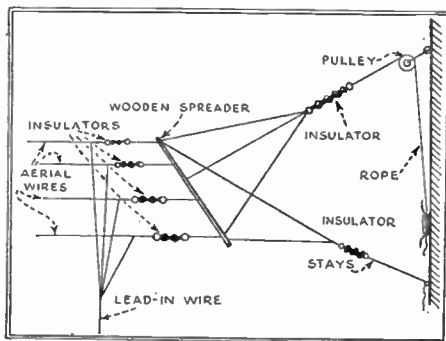 PULLEY
WOODEN SPREADER
INSULATORS
INSULATOR
AERIAL
WIRES
ROPE
INSULATOR
STAYS
LEAD-IN WIRE